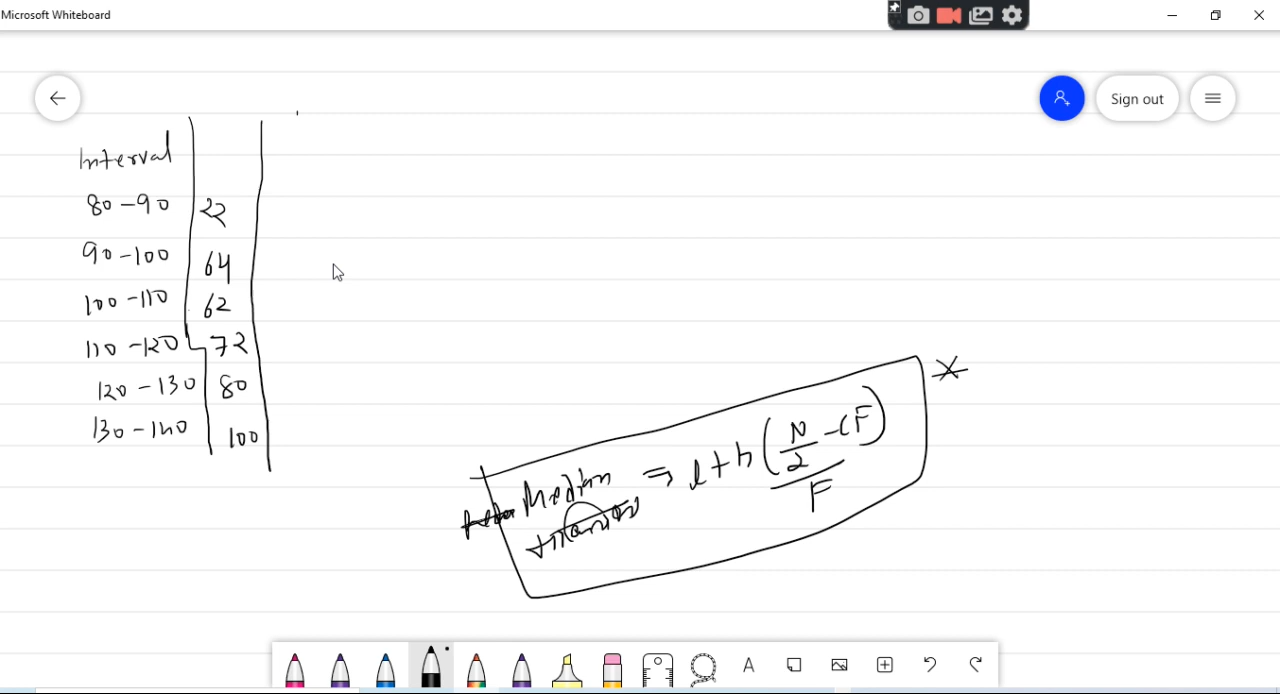 Microsoft Whiteboard
Sign out
Interval
80-90 22
90-100 64
100-110 62
110-120 72
120-130 80
130-140 100
Median ⇒ l+h (N/2 - CF)/F
A